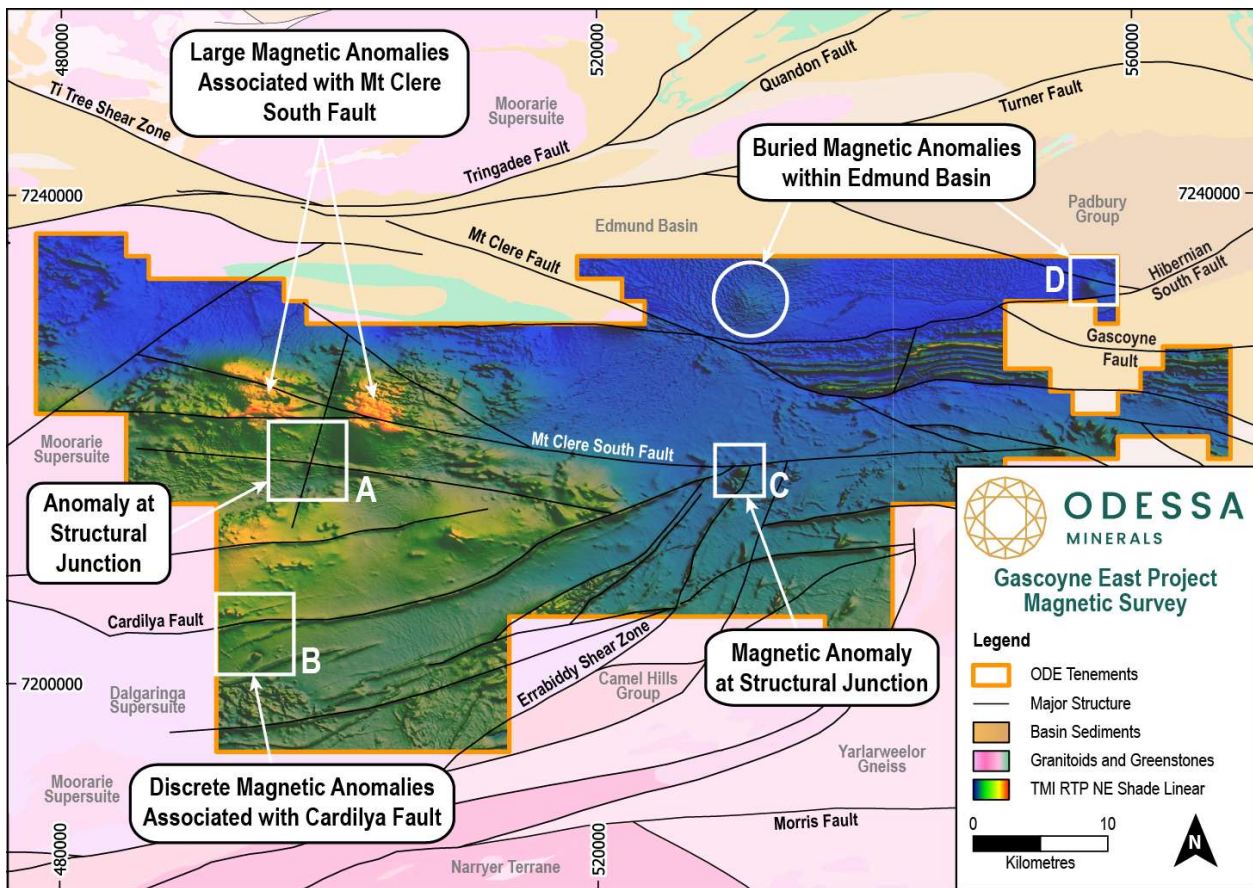 480000
520000
560000
Large Magnetic Anomalies
Associated with Mt Clere
South Fault
Ti Tree Shear Zone
Moorarie
Supersuite
Quandon Fault
Turner Fault
Tringadee Fault
Buried Magnetic Anomalies
within Edmund Basin
7240000
7240000
Padbury
Group
Edmund Basin
Mt Clere Fault
D
Hibernian
South Fault
Gascoyne
Fault
Moorarie
Supersuite
Mt Clere South Fault
A
C
Anomaly at
Structural
Junction
Cardilya Fault
B
Errabiddy Shear Zone
Camel Hills
Group
Magnetic Anomaly
at Structural Junction
7200000
Dalgaringa
Supersuite
Yarlarweelor
Gneiss
Moorarie
Supersuite
Discrete Magnetic Anomalies
Associated with Cardilya Fault
Morris Fault
Narryer Terrane
480000
520000
ODESSA
MINERALS
Gascoyne East Project
Magnetic Survey
Legend
ODE Tenements
Major Structure
Basin Sediments
Granitoids and Greenstones
TMI RTP NE Shade Linear
0 10
Kilometres
N